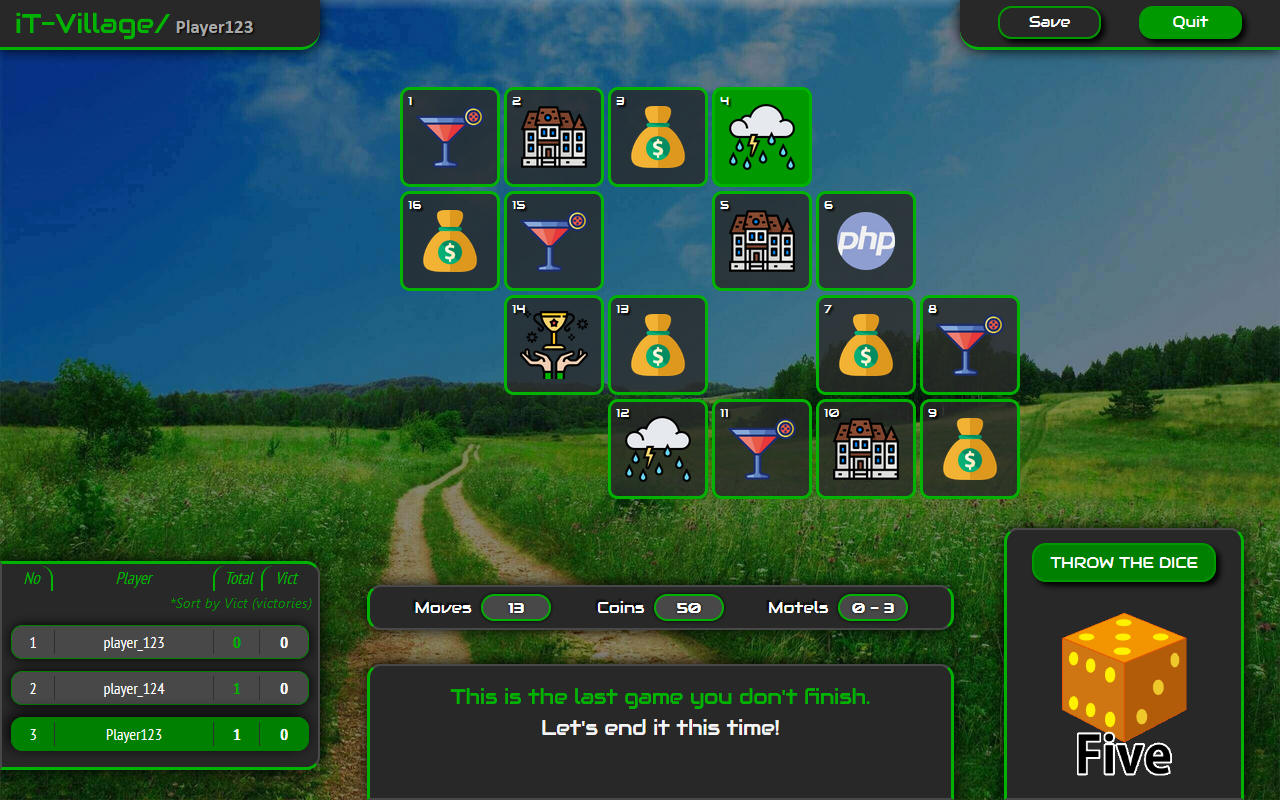 iT-Village/ Player123
Save
Quit
1
2
3
4
16
15
5
6
php
14
13
7
8
12
11
10
9
No Player Total Vict
*Sort by Vict (victories)
1 player_123 0 0
2 player_124 1 0
3 Player123 1 0
Moves 13 Coins 50 Motels 0 - 3
This is the last game you don't finish.
Let's end it this time!
THROW THE DICE
Five